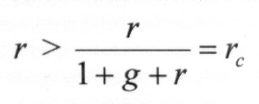 r > r / (1 + g + r) = r_c